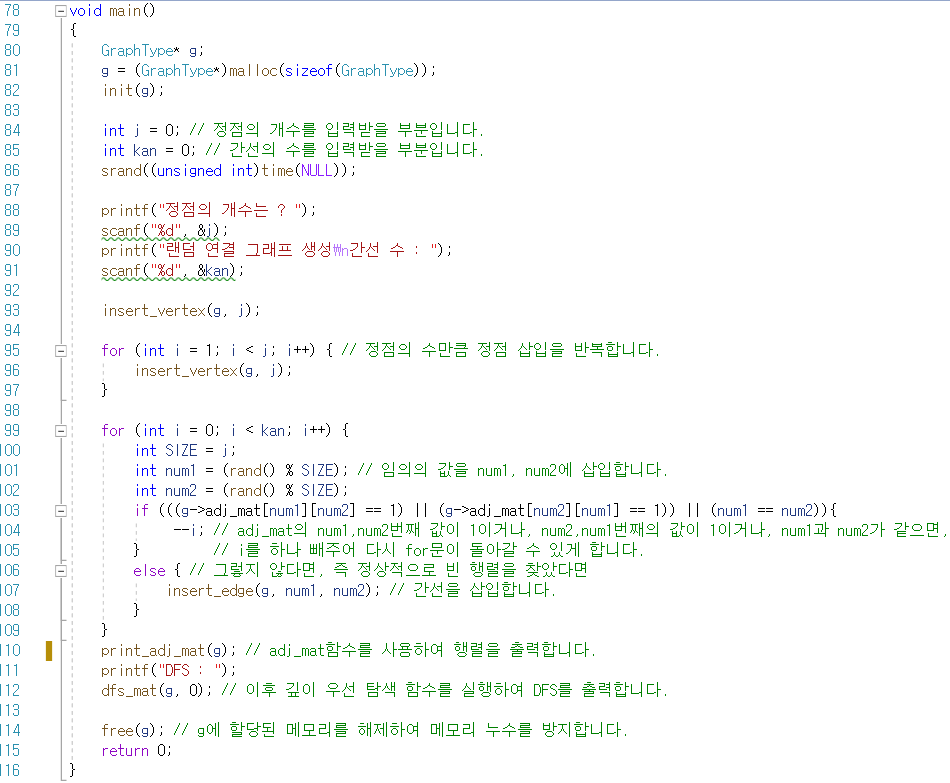 78 void main()
79 {
80 GraphType* g;
81 g = (GraphType*)malloc(sizeof(GraphType));
82 init(g);
83
84 int j = 0; // 정점의 개수를 입력받을 부분입니다.
85 int kan = 0; // 간선의 수를 입력받을 부분입니다.
86 srand((unsigned int)time(NULL));
87
88 printf("정점의 개수는 ? ");
89 scanf("%d", &j);
90 printf("랜덤 연결 그래프 생성₩n간선 수 : ");
91 scanf("%d", &kan);
92
93 insert_vertex(g, j);
94
95 for (int i = 1; i < j; i++) { // 정점의 수만큼 정점 삽입을 반복합니다.
96 insert_vertex(g, j);
97 }
98
99 for (int i = 0; i < kan; i++) {
100 int SIZE = j;
101 int num1 = (rand() % SIZE); // 임의의 값을 num1, num2에 삽입합니다.
102 int num2 = (rand() % SIZE);
103 if (((g->adj_mat[num1][num2] == 1) || (g->adj_mat[num2][num1] == 1)) || (num1 == num2)){
104 --i; // adj_mat의 num1,num2번째 값이 1이거나, num2,num1번째의 값이 1이거나, num1과 num2가 같으면,
105 } // i를 하나 빼주어 다시 for문이 돌아갈 수 있게 합니다.
106 else { // 그렇지 않다면, 즉 정상적으로 빈 행렬을 찾았다면
107 insert_edge(g, num1, num2); // 간선을 삽입합니다.
108 }
109 }
110 print_adj_mat(g); // adj_mat함수를 사용하여 행렬을 출력합니다.
111 printf("DFS : ");
112 dfs_mat(g, 0); // 이후 깊이 우선 탐색 함수를 실행하여 DFS를 출력합니다.
113
114 free(g); // g에 할당된 메모리를 해제하여 메모리 누수를 방지합니다.
115 return 0;
116 }